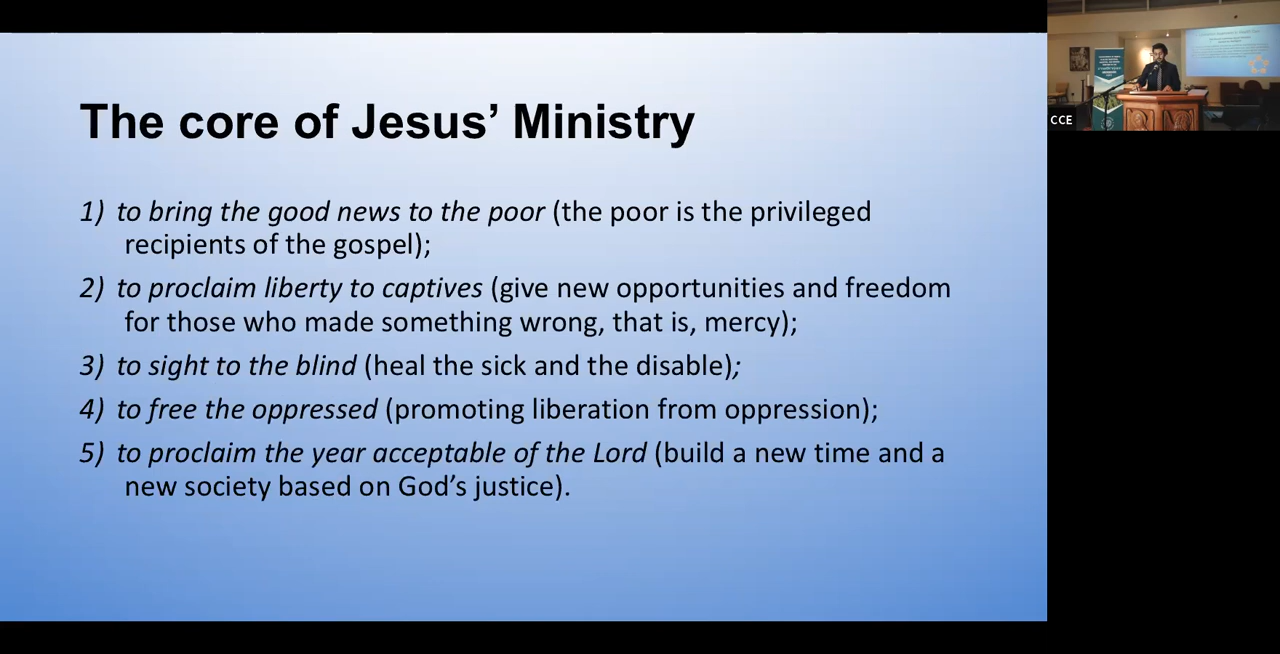 The core of Jesus’ Ministry
1) to bring the good news to the poor (the poor is the privileged
recipients of the gospel);
2) to proclaim liberty to captives (give new opportunities and freedom
for those who made something wrong, that is, mercy);
3) to sight to the blind (heal the sick and the disable);
4) to free the oppressed (promoting liberation from oppression);
5) to proclaim the year acceptable of the Lord (build a new time and a
new society based on God’s justice).
CCE